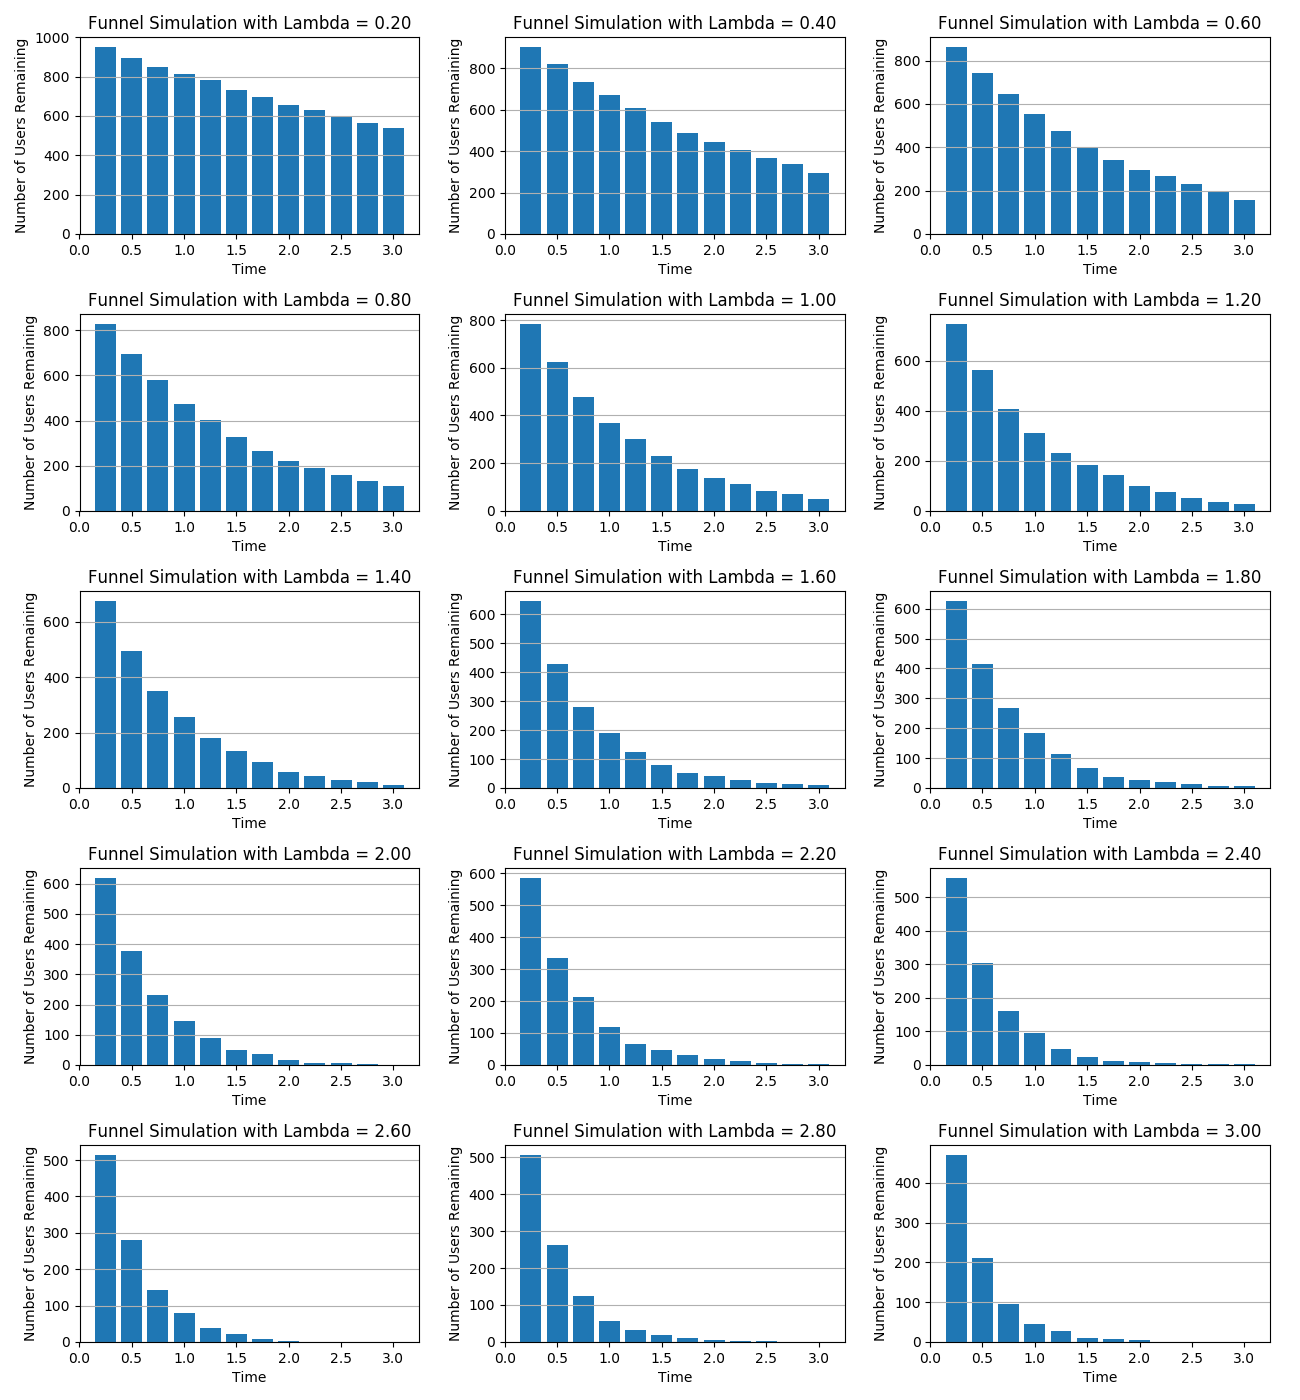 Funnel Simulation with Lambda = 0.20
Number of Users Remaining
1000
800
600
400
200
0
0.0 0.5 1.0 1.5 2.0 2.5 3.0
Time
Funnel Simulation with Lambda = 0.40
Number of Users Remaining
800
600
400
200
0
0.0 0.5 1.0 1.5 2.0 2.5 3.0
Time
Funnel Simulation with Lambda = 0.60
Number of Users Remaining
800
600
400
200
0
0.0 0.5 1.0 1.5 2.0 2.5 3.0
Time
Funnel Simulation with Lambda = 0.80
Number of Users Remaining
800
600
400
200
0
0.0 0.5 1.0 1.5 2.0 2.5 3.0
Time
Funnel Simulation with Lambda = 1.00
Number of Users Remaining
800
600
400
200
0
0.0 0.5 1.0 1.5 2.0 2.5 3.0
Time
Funnel Simulation with Lambda = 1.20
Number of Users Remaining
600
400
200
0
0.0 0.5 1.0 1.5 2.0 2.5 3.0
Time
Funnel Simulation with Lambda = 1.40
Number of Users Remaining
600
400
200
0
0.0 0.5 1.0 1.5 2.0 2.5 3.0
Time
Funnel Simulation with Lambda = 1.60
Number of Users Remaining
600
500
400
300
200
100
0
0.0 0.5 1.0 1.5 2.0 2.5 3.0
Time
Funnel Simulation with Lambda = 1.80
Number of Users Remaining
600
500
400
300
200
100
0
0.0 0.5 1.0 1.5 2.0 2.5 3.0
Time
Funnel Simulation with Lambda = 2.00
Number of Users Remaining
600
500
400
300
200
100
0
0.0 0.5 1.0 1.5 2.0 2.5 3.0
Time
Funnel Simulation with Lambda = 2.20
Number of Users Remaining
600
500
400
300
200
100
0
0.0 0.5 1.0 1.5 2.0 2.5 3.0
Time
Funnel Simulation with Lambda = 2.40
Number of Users Remaining
500
400
300
200
100
0
0.0 0.5 1.0 1.5 2.0 2.5 3.0
Time
Funnel Simulation with Lambda = 2.60
Number of Users Remaining
500
400
300
200
100
0
0.0 0.5 1.0 1.5 2.0 2.5 3.0
Time
Funnel Simulation with Lambda = 2.80
Number of Users Remaining
500
400
300
200
100
0
0.0 0.5 1.0 1.5 2.0 2.5 3.0
Time
Funnel Simulation with Lambda = 3.00
Number of Users Remaining
400
300
200
100
0
0.0 0.5 1.0 1.5 2.0 2.5 3.0
Time